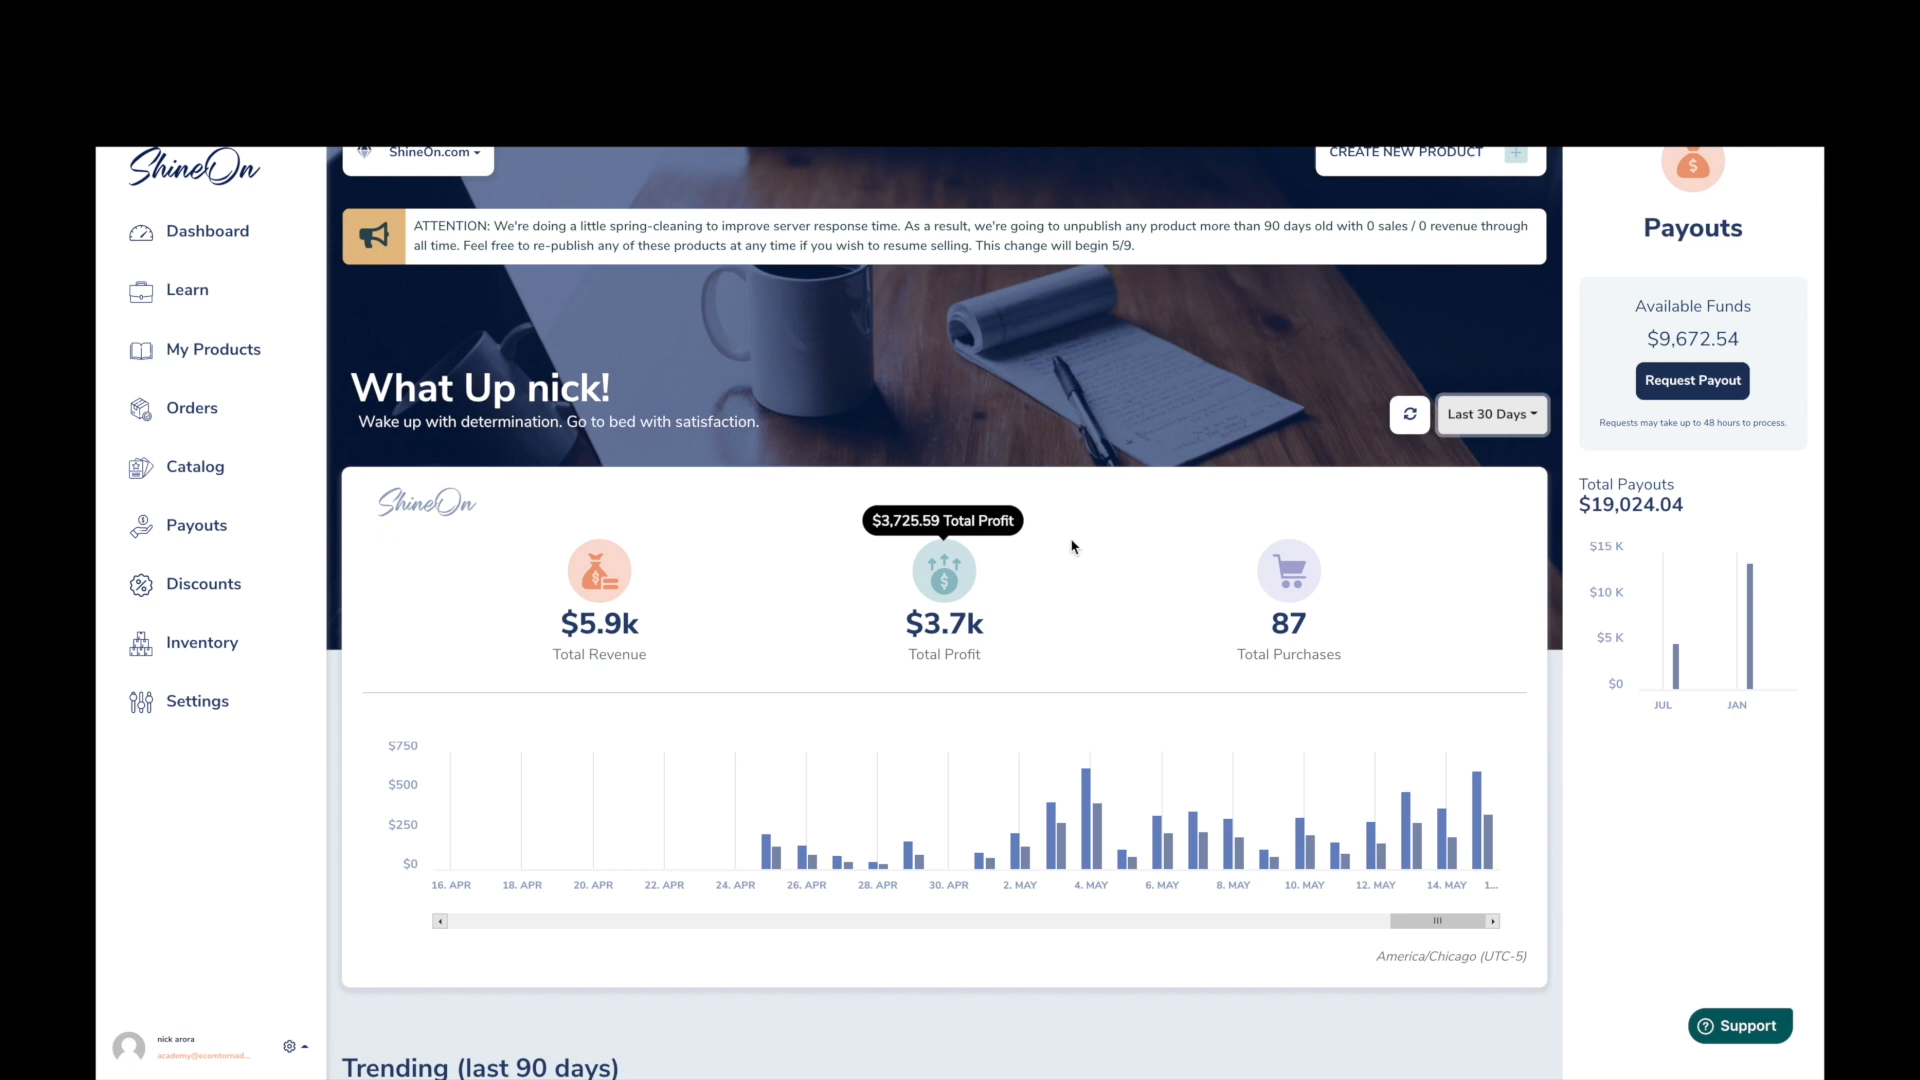 ShineOn
Dashboard
Learn
My Products
Orders
Catalog
Payouts
Discounts
Inventory
Settings
nick arora
academy@ecomtornad...
ShineOn.com
CREATE NEW PRODUCT
ATTENTION: We're doing a little spring-cleaning to improve server response time. As a result, we're going to unpublish any product more than 90 days old with 0 sales / 0 revenue through
all time. Feel free to re-publish any of these products at any time if you wish to resume selling. This change will begin 5/9.
What Up nick!
Wake up with determination. Go to bed with satisfaction.
Last 30 Days
ShineOn
$3,725.59 Total Profit
$5.9k
Total Revenue
$3.7k
Total Profit
87
Total Purchases
$750
$500
$250
$0
16. APR 18. APR 20. APR 22. APR 24. APR 26. APR 28. APR 30. APR 2. MAY 4. MAY 6. MAY 8. MAY 10. MAY 12. MAY 14. MAY 1...
America/Chicago (UTC-5)
Trending (last 90 days)
Payouts
Available Funds
$9,672.54
Request Payout
Requests may take up to 48 hours to process.
Total Payouts
$19,024.04
$15 K
$10 K
$5 K
$0
JUL JAN
Support